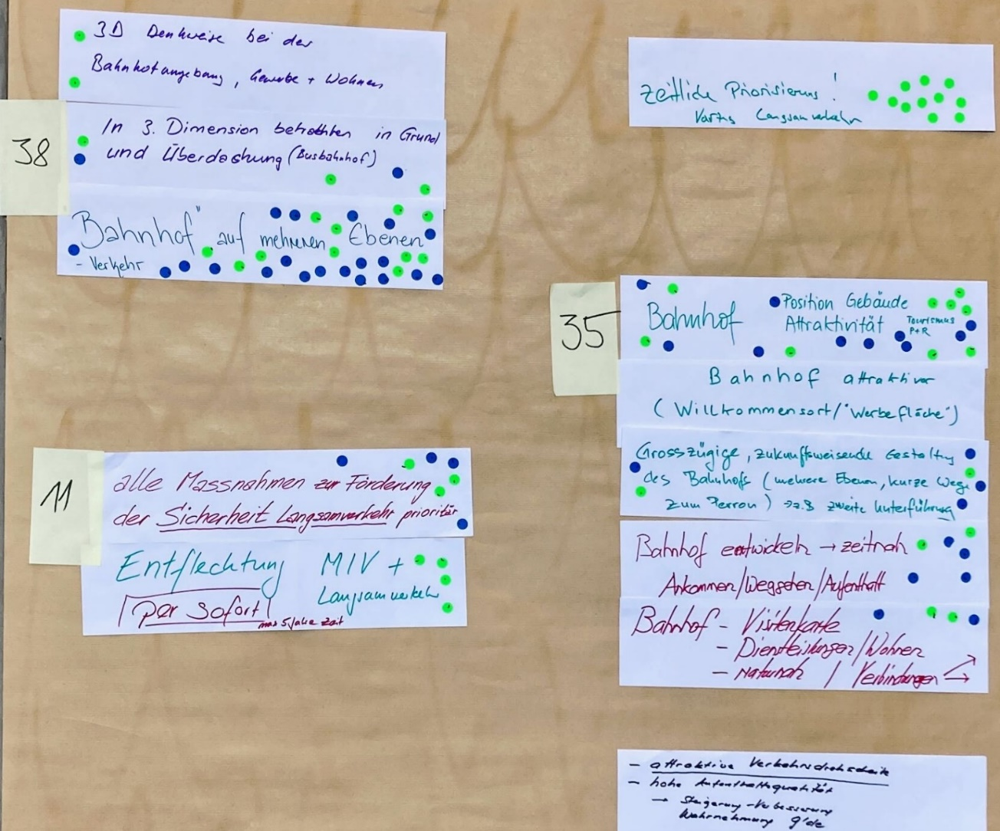 3D Denkweise bei der
Bahnhofumgebung, Gewerbe + Wohnen
38
In 3. Dimension betrachten in Grund
und Überdachung (Busbahnhof)
"Bahnhof" auf mehreren Ebenen
- Verkehr
11
alle Massnahmen zur Förderung
der Sicherheit Langsamverkehr prioritär
Entflechtung MIV +
Langsamverkehr
per sofort!
max 5 Jahre Zeit
zeitliche Priorisierung!
Langsamverkehr
35
Bahnhof
Position Gebäude
Attraktivität
Tourismus
P+R
Bahnhof attraktiver
(Willkommensort/"Werbefläche")
Grosszügige, zukunftsweisende Gestaltung
des Bahnhofs (mehrere Ebenen, kurze Wege
zum Perron) → z.B zweite Unterführung
Bahnhof entwickeln → zeitnah
Ankommen/Weggehen/Aufenthalt
Bahnhof - Visitenkarte
- Dienstleistungen/Wohnen
- Naturnah / Verbindungen
- attraktive Verkehrsdrehscheibe
- hohe Aufenthaltsqualität
→ Steigerung - Verbesserung
Wahrnehmung G'de